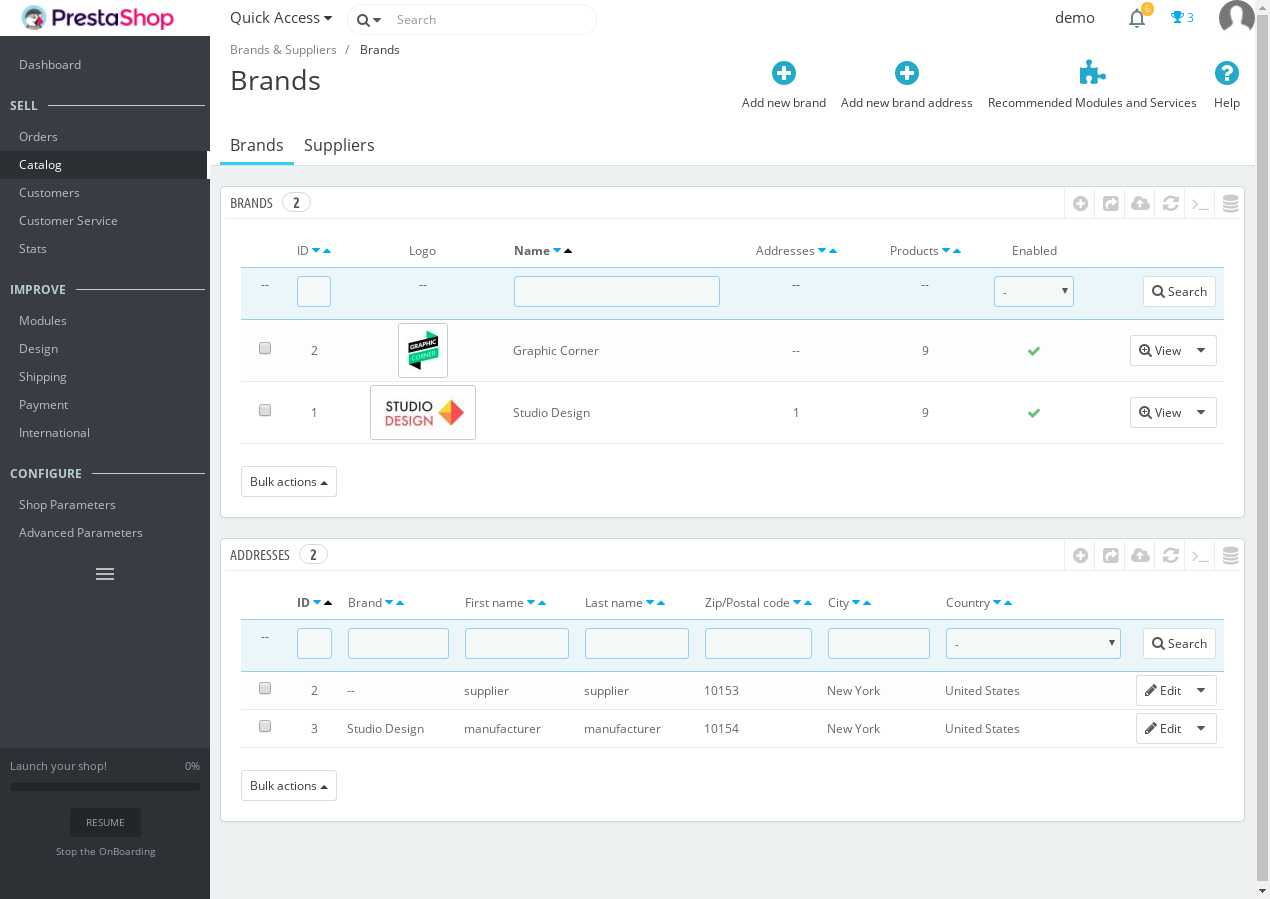 PrestaShop
Quick Access
Search
demo
6
3
Dashboard
SELL
Orders
Catalog
Customers
Customer Service
Stats
IMPROVE
Modules
Design
Shipping
Payment
International
CONFIGURE
Shop Parameters
Advanced Parameters
Launch your shop! 0%
RESUME
Stop the OnBoarding
Brands & Suppliers / Brands
Brands
Add new brand
Add new brand address
Recommended Modules and Services
Help
Brands Suppliers
BRANDS 2
ID Logo Name Addresses Products Enabled
-- -- -- -- - Search
2 GRAPHIC CORNER Graphic Corner -- 9 View
1 STUDIO DESIGN Studio Design 1 9 View
Bulk actions
ADDRESSES 2
ID Brand First name Last name Zip/Postal code City Country
-- - Search
2 -- supplier supplier 10153 New York United States Edit
3 Studio Design manufacturer manufacturer 10154 New York United States Edit
Bulk actions